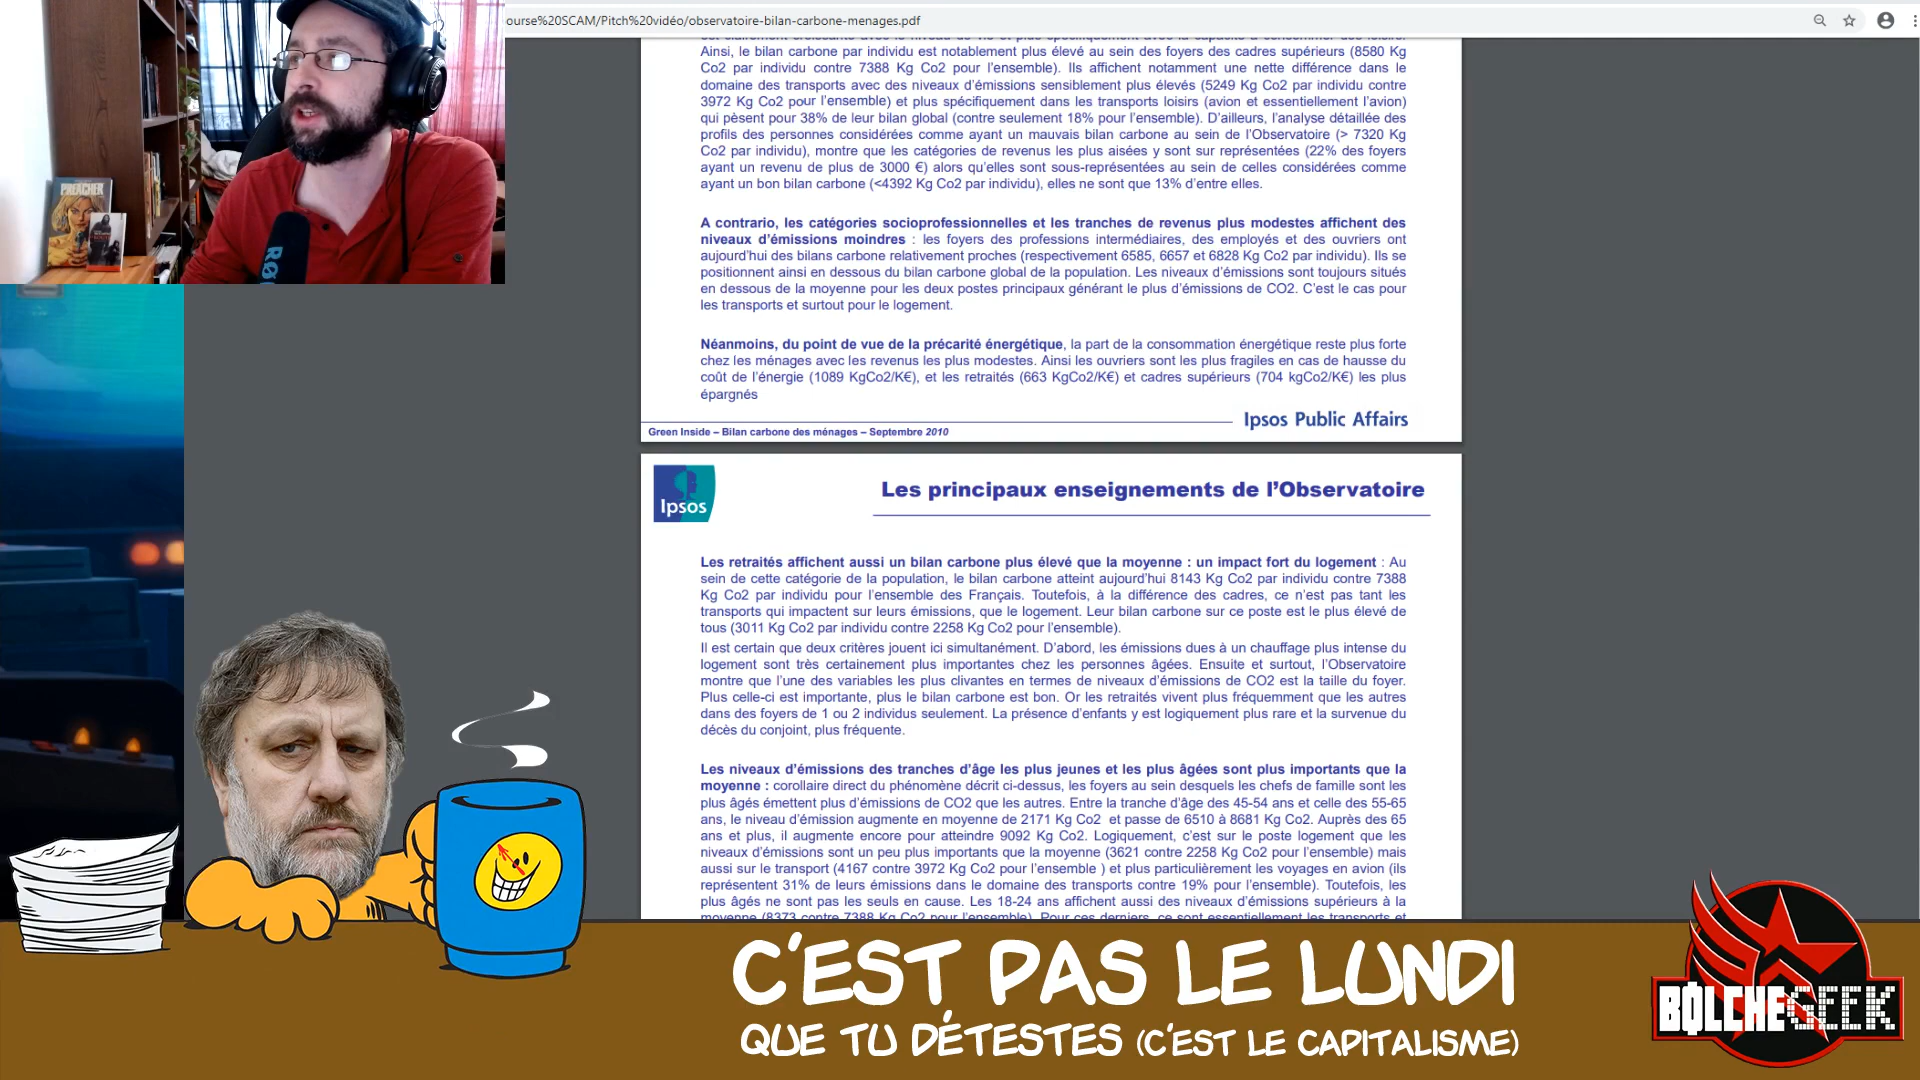 ourse%20SCAM/Pitch%20vidéo/observatoire-bilan-carbone-menages.pdf
est clairement croissante avec le niveau de vie et plus spécifiquement avec la capacité à consommer des loisirs.
Ainsi, le bilan carbone par individu est notablement plus élevé au sein des foyers des cadres supérieurs (8580 Kg
Co2 par individu contre 7388 Kg Co2 pour l'ensemble). Ils affichent notamment une nette différence dans le
domaine des transports avec des niveaux d'émissions sensiblement plus élevés (5249 Kg Co2 par individu contre
3972 Kg Co2 pour l'ensemble) et plus spécifiquement dans les transports loisirs (avion et essentiellement l'avion)
qui pèsent pour 38% de leur bilan global (contre seulement 18% pour l'ensemble). D'ailleurs, l'analyse détaillée des
profils des personnes considérées comme ayant un mauvais bilan carbone au sein de l'Observatoire (> 7320 Kg
Co2 par individu), montre que les catégories de revenus les plus aisées y sont sur représentées (22% des foyers
ayant un revenu de plus de 3000 €) alors qu'elles sont sous-représentées au sein de celles considérées comme
ayant un bon bilan carbone (<4392 Kg Co2 par individu), elles ne sont que 13% d'entre elles.
A contrario, les catégories socioprofessionnelles et les tranches de revenus plus modestes affichent des
niveaux d'émissions moindres : les foyers des professions intermédiaires, des employés et des ouvriers ont
aujourd'hui des bilans carbone relativement proches (respectivement 6585, 6657 et 6828 Kg Co2 par individu). Ils se
positionnent ainsi en dessous du bilan carbone global de la population. Les niveaux d'émissions sont toujours situés
en dessous de la moyenne pour les deux postes principaux générant le plus d'émissions de CO2. C'est le cas pour
les transports et surtout pour le logement.
Néanmoins, du point de vue de la précarité énergétique, la part de la consommation énergétique reste plus forte
chez les ménages avec les revenus les plus modestes. Ainsi les ouvriers sont les plus fragiles en cas de hausse du
coût de l'énergie (1089 KgCo2/K€), et les retraités (663 KgCo2/K€) et cadres supérieurs (704 kgCo2/K€) les plus
épargnés
Ipsos Public Affairs
Green Inside – Bilan carbone des ménages – Septembre 2010
Ipsos
Les principaux enseignements de l'Observatoire
Les retraités affichent aussi un bilan carbone plus élevé que la moyenne : un impact fort du logement : Au
sein de cette catégorie de la population, le bilan carbone atteint aujourd'hui 8143 Kg Co2 par individu contre 7388
Kg Co2 par individu pour l'ensemble des Français. Toutefois, à la différence des cadres, ce n'est pas tant les
transports qui impactent sur leurs émissions, que le logement. Leur bilan carbone sur ce poste est le plus élevé de
tous (3011 Kg Co2 par individu contre 2258 Kg Co2 pour l'ensemble).
Il est certain que deux critères jouent ici simultanément. D'abord, les émissions dues à un chauffage plus intense du
logement sont très certainement plus importantes chez les personnes âgées. Ensuite et surtout, l'Observatoire
montre que l'une des variables les plus clivantes en termes de niveaux d'émissions de CO2 est la taille du foyer.
Plus celle-ci est importante, plus le bilan carbone est bon. Or les retraités vivent plus fréquemment que les autres
dans des foyers de 1 ou 2 individus seulement. La présence d'enfants y est logiquement plus rare et la survenue du
décès du conjoint, plus fréquente.
Les niveaux d'émissions des tranches d'âge les plus jeunes et les plus âgées sont plus importants que la
moyenne : corollaire direct du phénomène décrit ci-dessus, les foyers au sein desquels les chefs de famille sont les
plus âgés émettent plus d'émissions de CO2 que les autres. Entre la tranche d'âge des 45-54 ans et celle des 55-65
ans, le niveau d'émission augmente en moyenne de 2171 Kg Co2 et passe de 6510 à 8681 Kg Co2. Auprès des 65
ans et plus, il augmente encore pour atteindre 9092 Kg Co2. Logiquement, c'est sur le poste logement que les
niveaux d'émissions sont un peu plus importants que la moyenne (3621 contre 2258 Kg Co2 pour l'ensemble) mais
aussi sur le transport (4167 contre 3972 Kg Co2 pour l'ensemble ) et plus particulièrement les voyages en avion (ils
représentent 31% de leurs émissions dans le domaine des transports contre 19% pour l'ensemble). Toutefois, les
plus âgés ne sont pas les seuls en cause. Les 18-24 ans affichent aussi des niveaux d'émissions supérieurs à la
moyenne (8373 contre 7388 Kg Co2 pour l'ensemble). Pour ces derniers, ce sont essentiellement les transports et
PREACHER
RØ
C'EST PAS LE LUNDI
QUE TU DÉTESTES (C'EST LE CAPITALISME)
BOLCHEGEEK